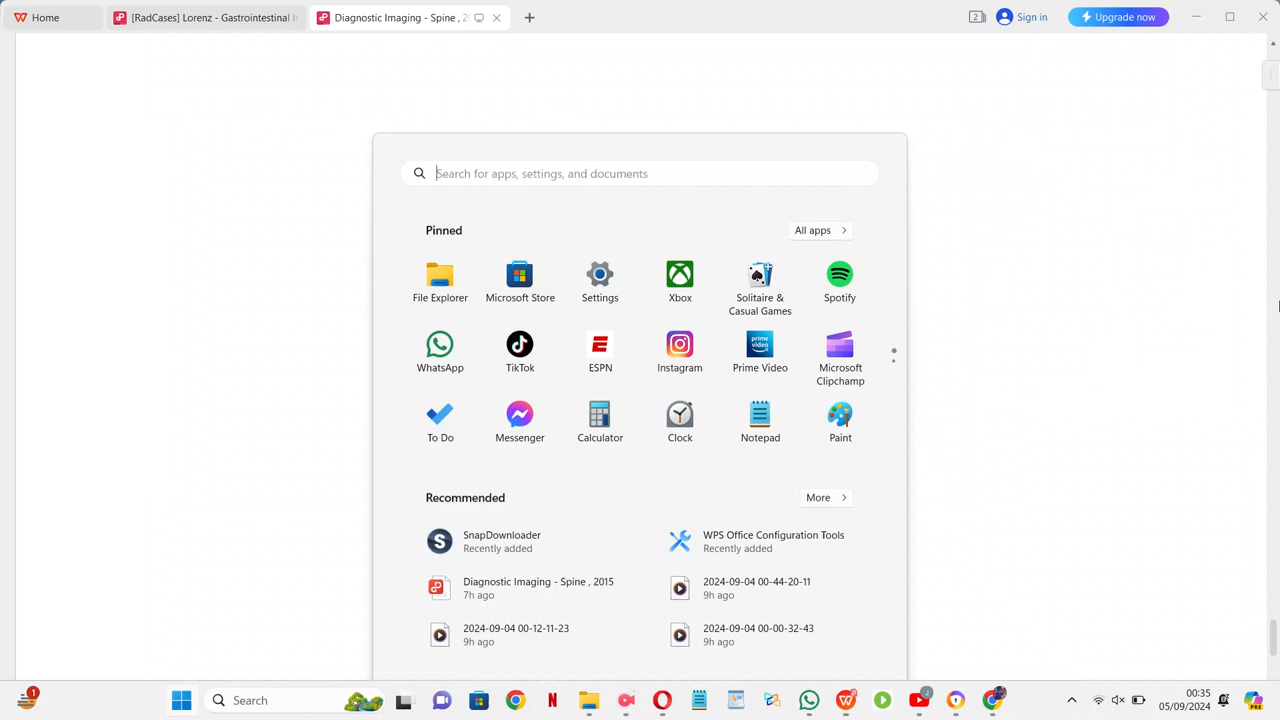 Home
[RadCases] Lorenz - Gastrointestinal I
Diagnostic Imaging - Spine , 2
2
Sign in
Upgrade now
Search for apps, settings, and documents
Pinned
All apps
File Explorer
Microsoft Store
Settings
Xbox
Solitaire &
Casual Games
Spotify
WhatsApp
TikTok
ESPN
Instagram
prime video
Prime Video
Microsoft
Clipchamp
To Do
Messenger
Calculator
Clock
Notepad
Paint
Recommended
More
SnapDownloader
Recently added
WPS Office Configuration Tools
Recently added
Diagnostic Imaging - Spine , 2015
7h ago
2024-09-04 00-44-20-11
9h ago
2024-09-04 00-12-11-23
9h ago
2024-09-04 00-00-32-43
9h ago
1
Search
J
PRE
00:35
05/09/2024